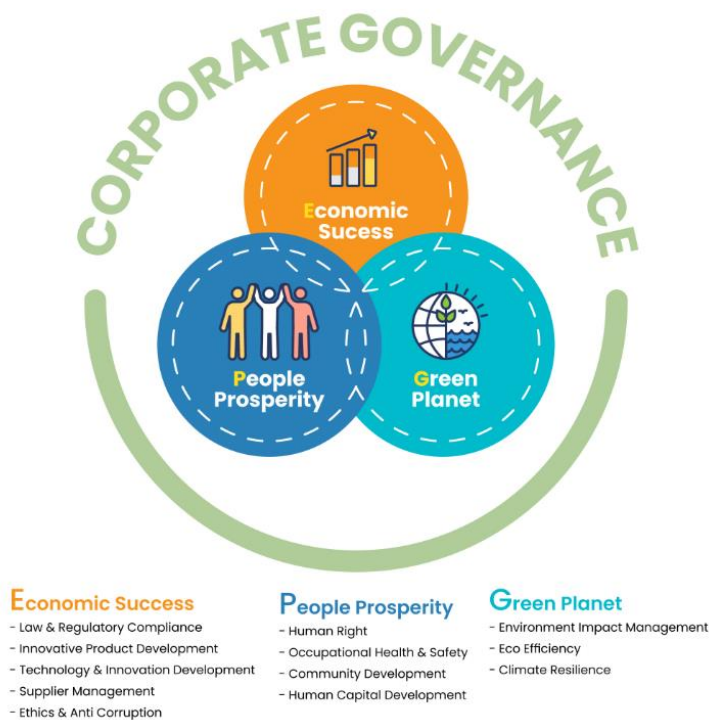 CORPORATE GOVERNANCE
Economic
Sucess
People
Prosperity
Green
Planet
Economic Success
- Law & Regulatory Compliance
- Innovative Product Development
- Technology & Innovation Development
- Supplier Management
- Ethics & Anti Corruption
People Prosperity
- Human Right
- Occupational Health & Safety
- Community Development
- Human Capital Development
Green Planet
- Environment Impact Management
- Eco Efficiency
- Climate Resilience